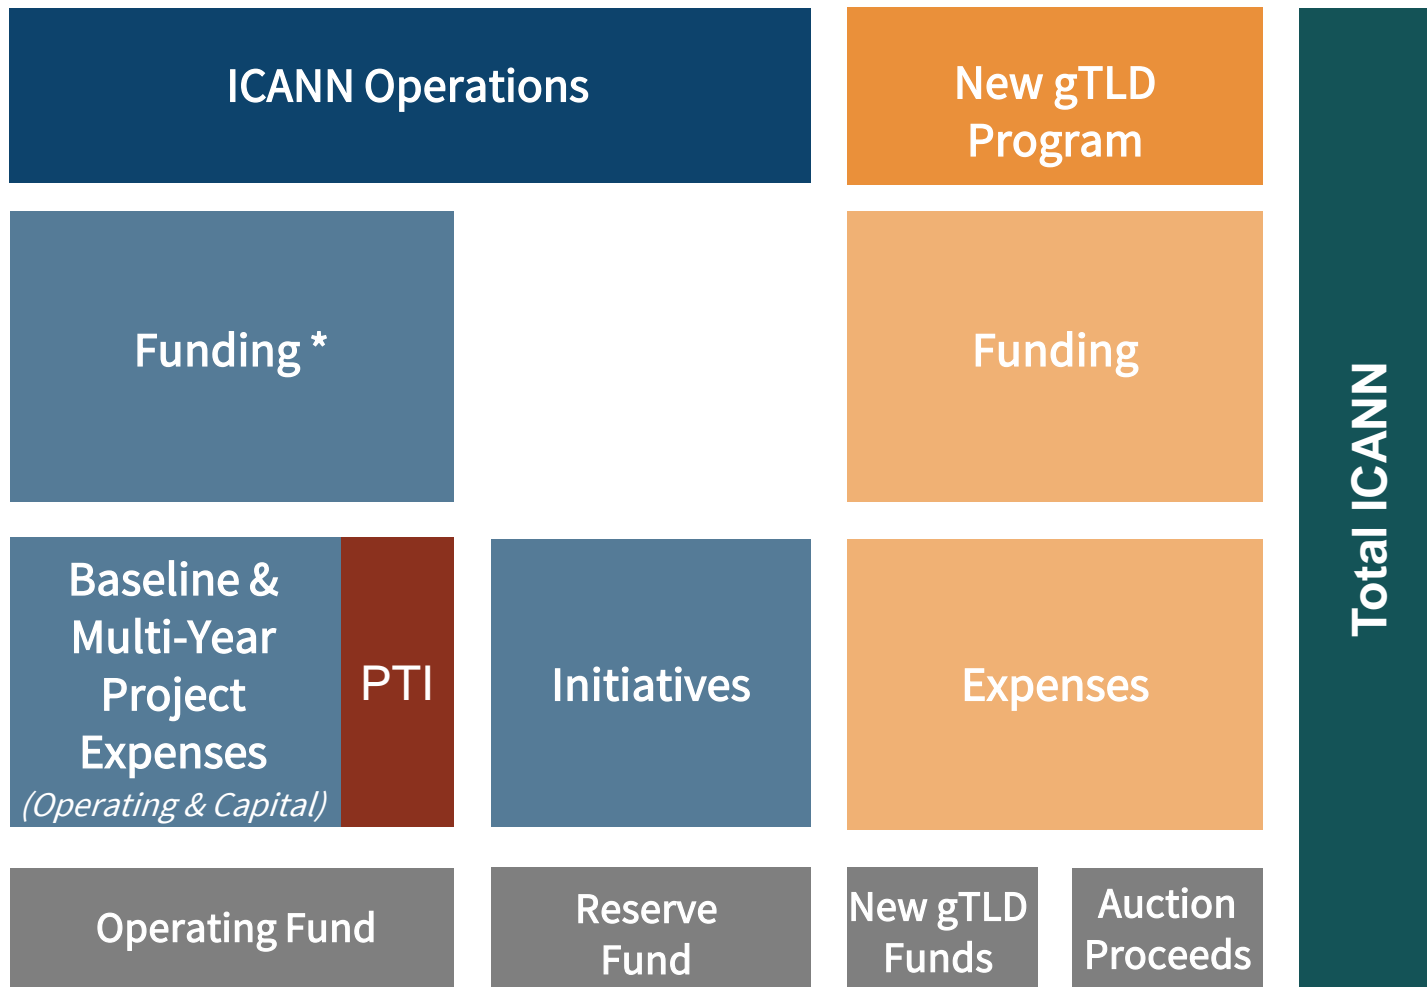 ICANN Operations
New gTLD
Program
Funding *
Funding
Baseline &
Multi-Year
Project
Expenses
(Operating & Capital)
PTI
Initiatives
Expenses
Operating Fund
Reserve
Fund
New gTLD
Funds
Auction
Proceeds
Total ICANN